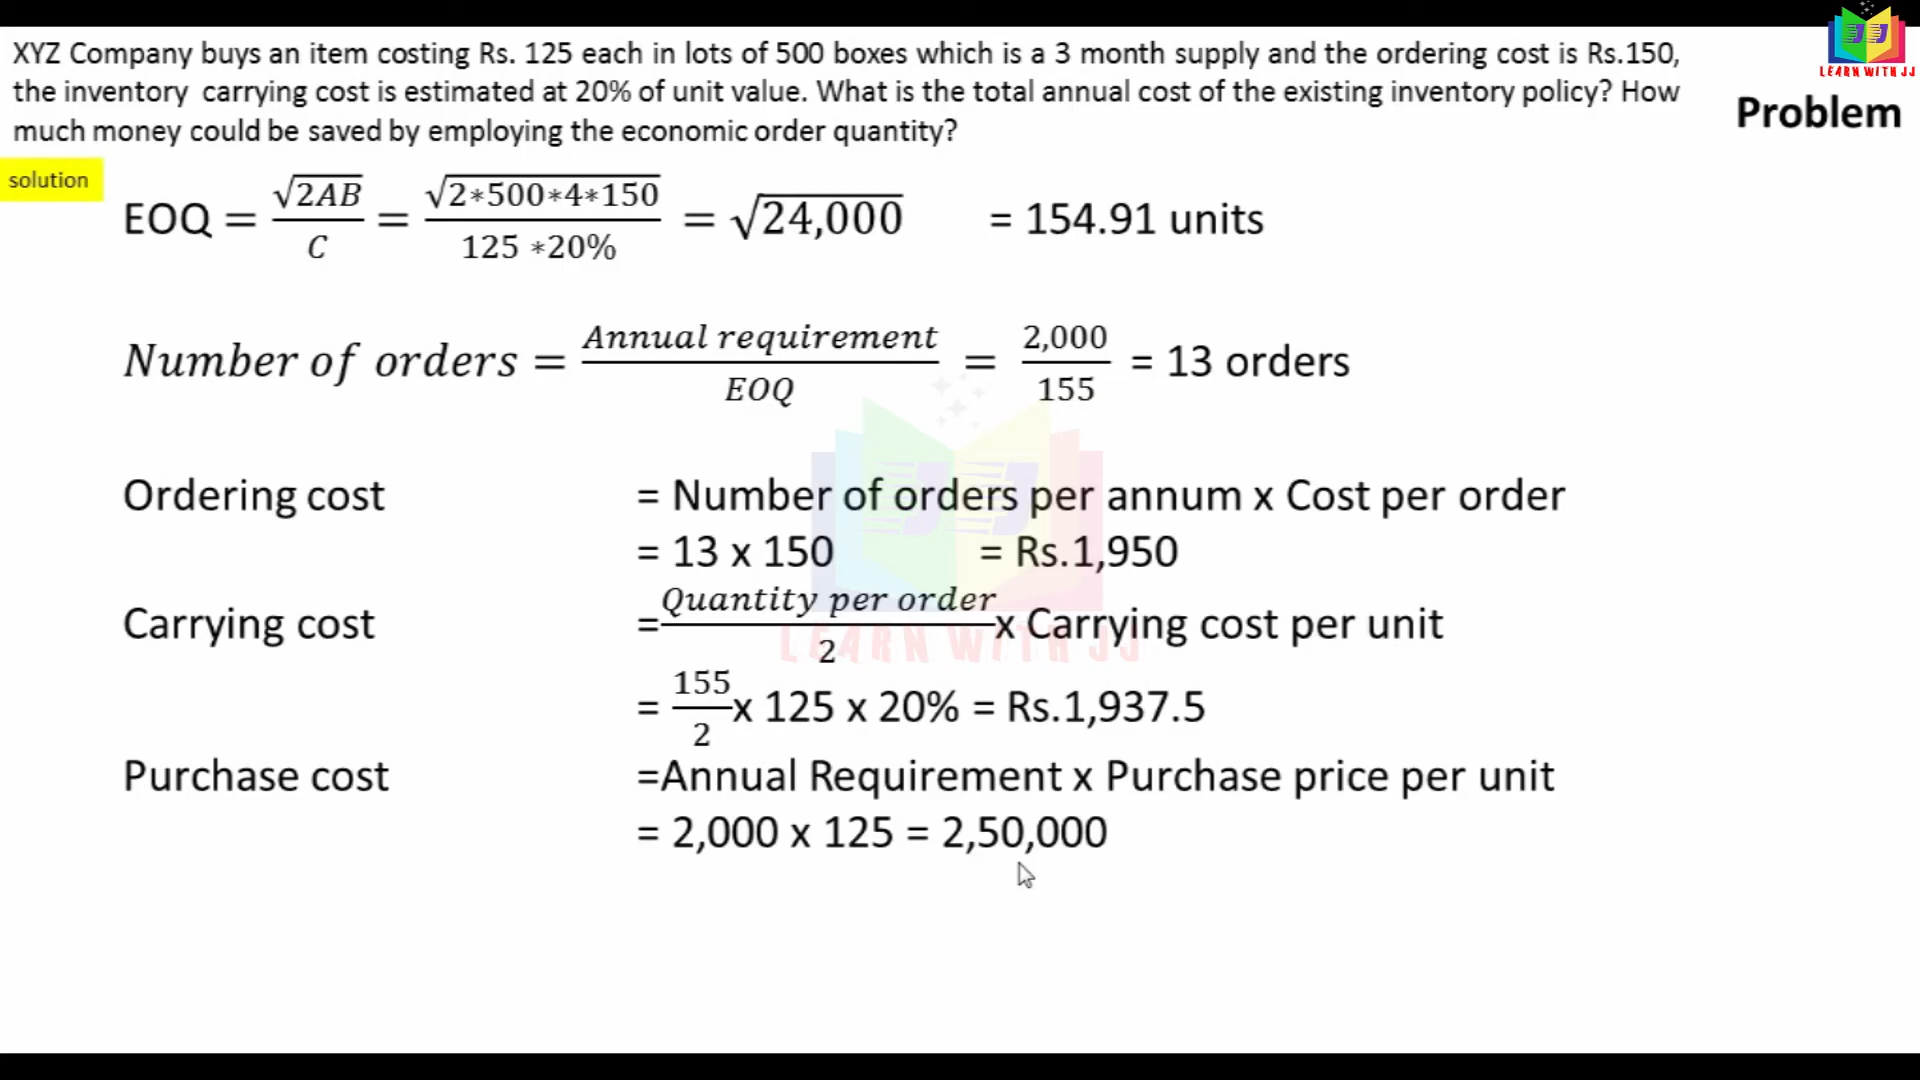 XYZ Company buys an item costing Rs. 125 each in lots of 500 boxes which is a 3 month supply and the ordering cost is Rs.150,
the inventory carrying cost is estimated at 20% of unit value. What is the total annual cost of the existing inventory policy? How
much money could be saved by employing the economic order quantity?
LEARN WITH JJ
Problem
solution
EOQ = √2AB / C = √2*500*4*150 / 125 *20% = √24,000 = 154.91 units
Number of orders = Annual requirement / EOQ = 2,000 / 155 = 13 orders
Ordering cost = Number of orders per annum x Cost per order
= 13 x 150 = Rs.1,950
Carrying cost = Quantity per order / 2 x Carrying cost per unit
LEARN WITH JJ
= 155 / 2 x 125 x 20% = Rs.1,937.5
Purchase cost =Annual Requirement x Purchase price per unit
= 2,000 x 125 = 2,50,000